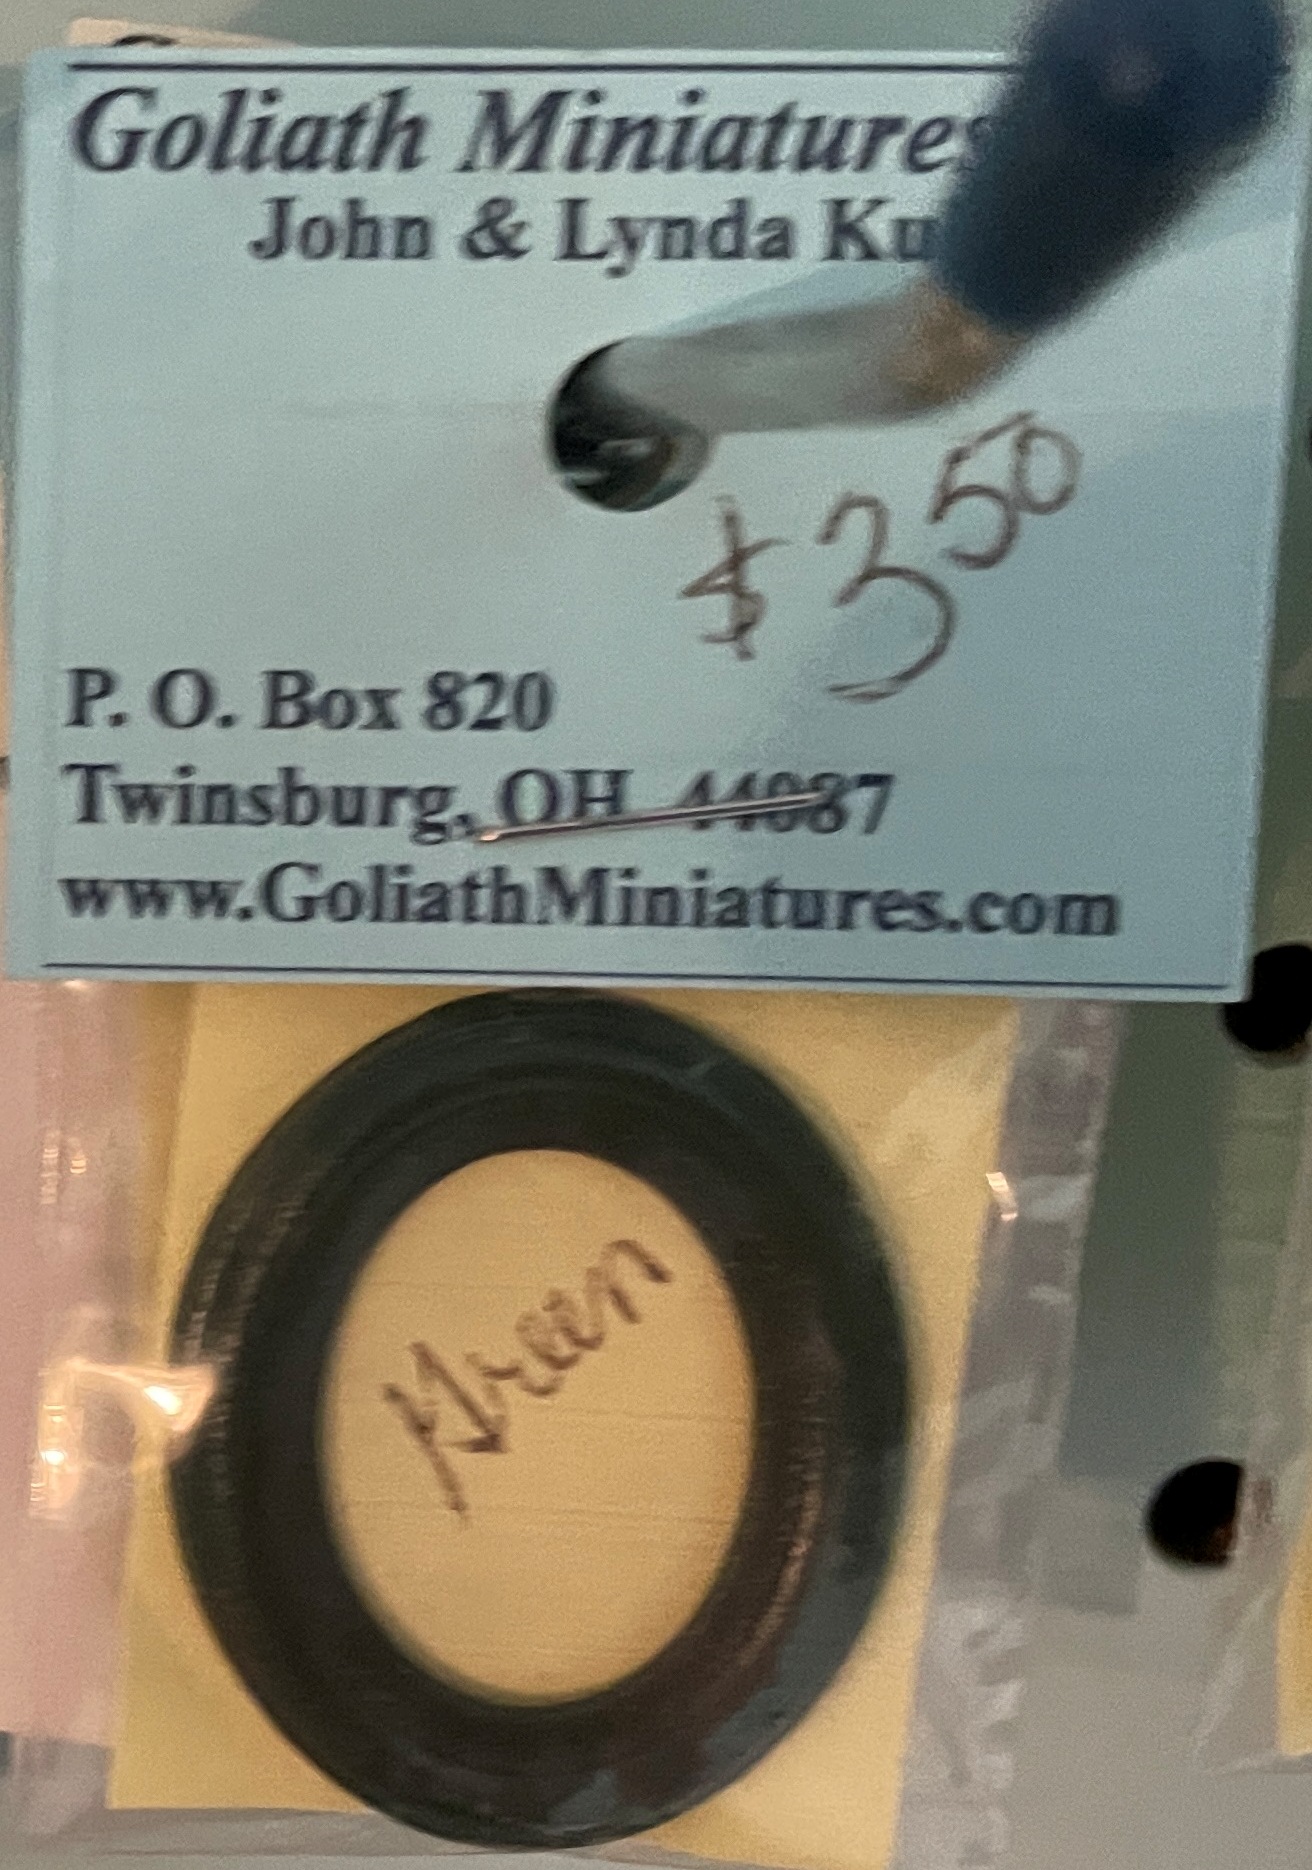 Goliath Miniatures
John & Lynda Ku
$3.50
P. O. Box 820
Twinsburg, OH 44087
www.GoliathMiniatures.com
Green